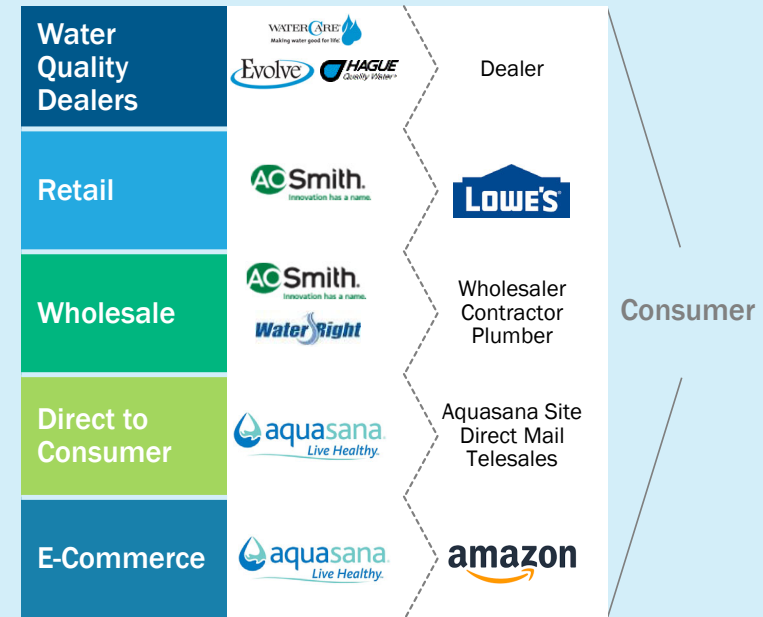 Water
Quality
Dealers
WATERCARE
Making water good for life!
Evolve
HAGUE
Quality Water
Dealer
Retail
AO Smith.
Innovation has a name.
LOWE'S
Wholesale
AO Smith.
Innovation has a name.
Water Right
Wholesaler
Contractor
Plumber
Consumer
Direct to
Consumer
aquasana.
Live Healthy.
Aquasana Site
Direct Mail
Telesales
E-Commerce
aquasana.
Live Healthy.
amazon